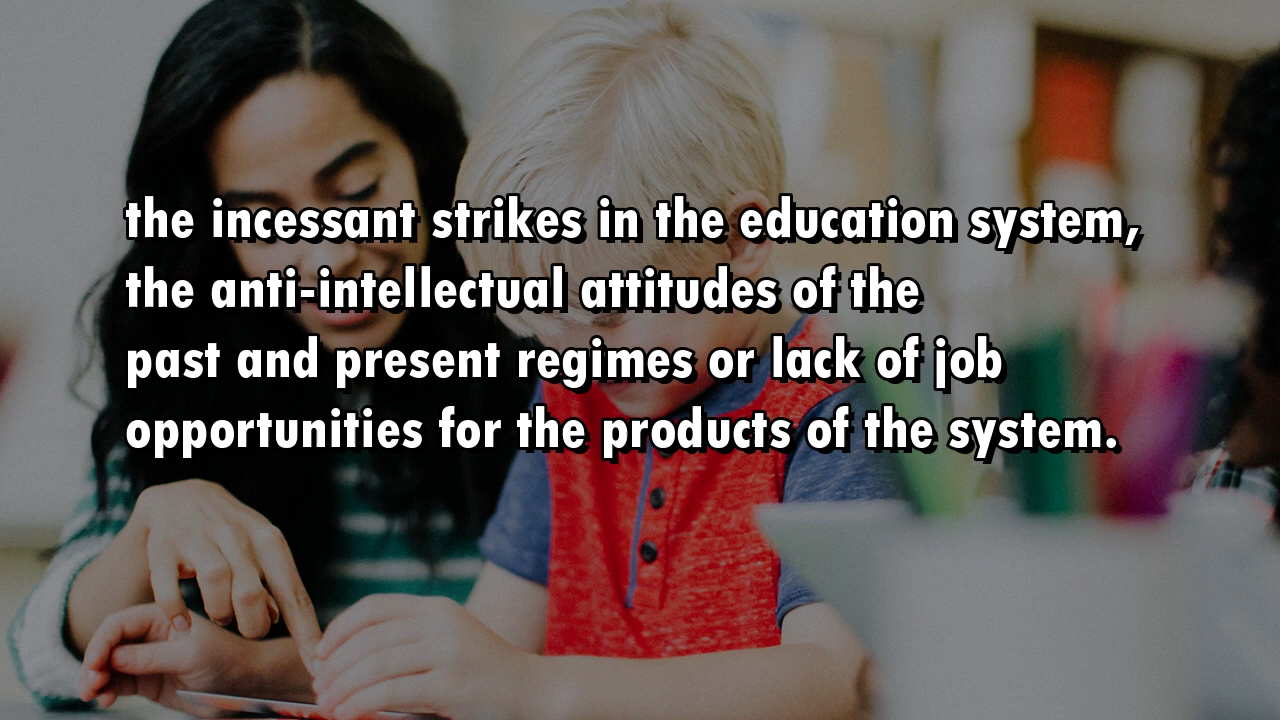 the incessant strikes in the education system,
the anti-intellectual attitudes of the
past and present regimes or lack of job
opportunities for the products of the system.